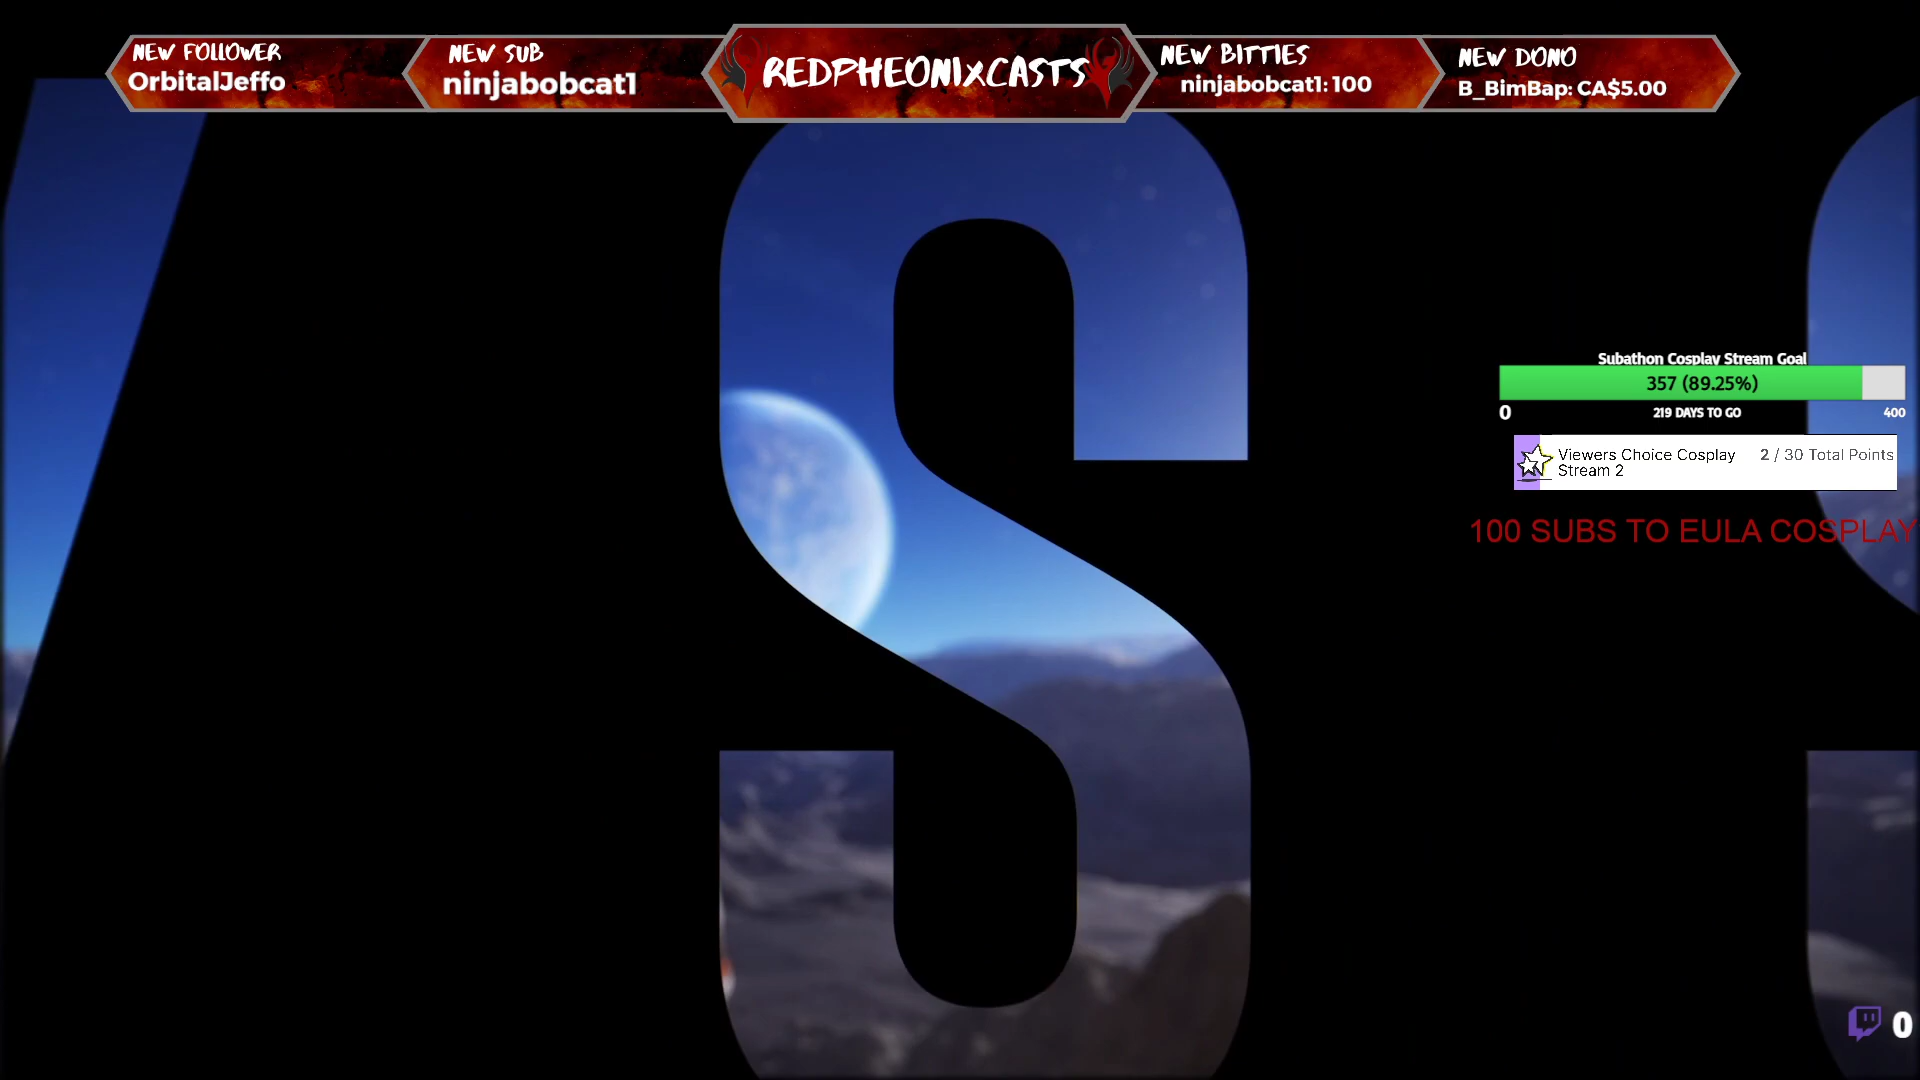 NEW FOLLOWER
OrbitalJeffo
NEW SUB
ninjabobcat1
REDPHEONIXCASTS
NEW BITTIES
ninjabobcat1: 100
NEW DONO
B_BimBap: CA$5.00
S
Subathon Cosplay Stream Goal
357 (89.25%)
0 219 DAYS TO GO 400
Viewers Choice Cosplay 2 / 30 Total Points
Stream 2
100 SUBS TO EULA COSPLAY
0